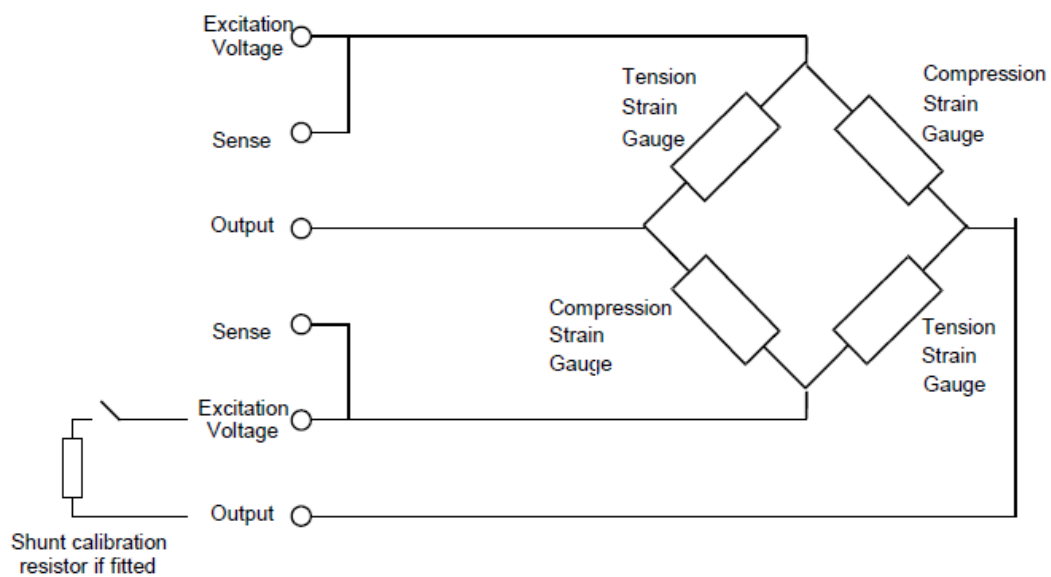 Excitation
Voltage
Tension
Strain
Gauge
Compression
Strain
Gauge
Sense
Output
Compression
Strain
Gauge
Sense
Tension
Strain
Gauge
Excitation
Voltage
Output
Shunt calibration
resistor if fitted